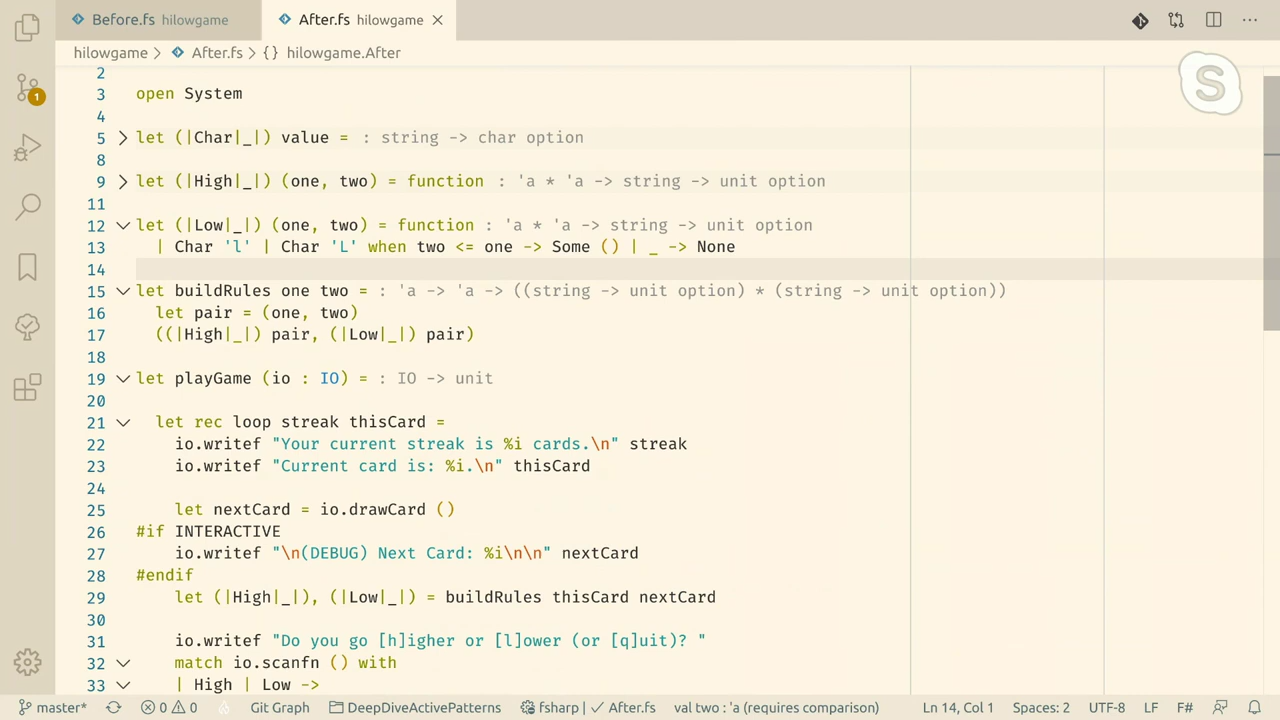 Before.fs hilowgame
After.fs hilowgame
hilowgame > After.fs > {} hilowgame.After
S
2
3 open System
4
5 let (|Char|_|) value = : string -> char option
8
9 let (|High|_|) (one, two) = function : 'a * 'a -> string -> unit option
11
12 let (|Low|_|) (one, two) = function : 'a * 'a -> string -> unit option
13 | Char 'l' | Char 'L' when two <= one -> Some () | _ -> None
14
15 let buildRules one two = : 'a -> 'a -> ((string -> unit option) * (string -> unit option))
16 let pair = (one, two)
17 ((|High|_|) pair, (|Low|_|) pair)
18
19 let playGame (io : IO) = : IO -> unit
20
21 let rec loop streak thisCard =
22 io.writef "Your current streak is %i cards.\n" streak
23 io.writef "Current card is: %i.\n" thisCard
24
25 let nextCard = io.drawCard ()
26 #if INTERACTIVE
27 io.writef "\n(DEBUG) Next Card: %i\n\n" nextCard
28 #endif
29 let (|High|_|), (|Low|_|) = buildRules thisCard nextCard
30
31 io.writef "Do you go [h]igher or [l]ower (or [q]uit)? "
32 match io.scanfn () with
33 | High | Low ->
1
master* 0 0 Git Graph DeepDiveActivePatterns fsharp | ✓ After.fs val two : 'a (requires comparison) Ln 14, Col 1 Spaces: 2 UTF-8 LF F#